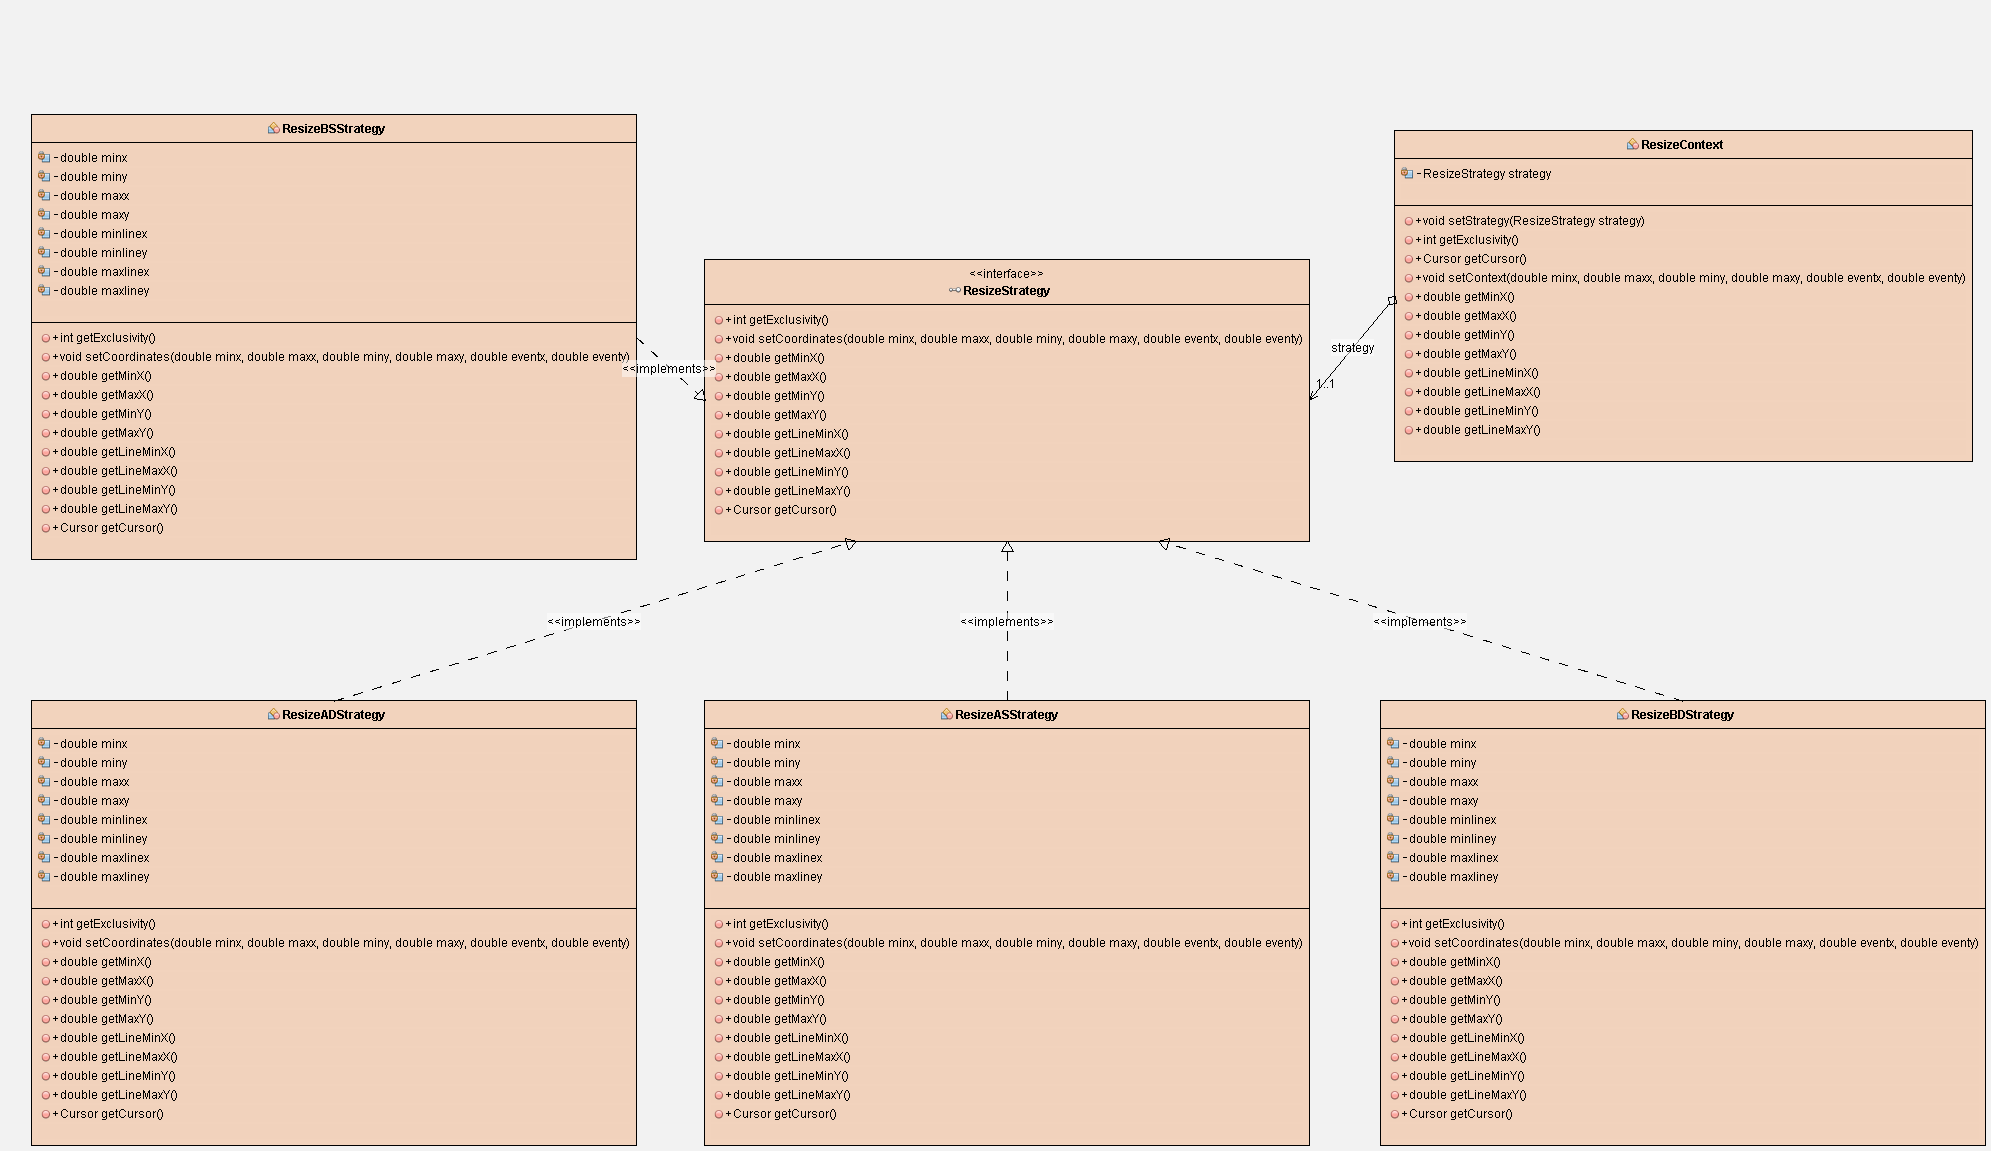 ResizeBSStrategy
-double minx
-double miny
-double maxx
-double maxy
-double minlinex
-double minliney
-double maxlinex
-double maxliney
+int getExclusivity()
+void setCoordinates(double minx, double maxx, double miny, double maxy, double eventx, double eventy)
+double getMinX()
+double getMaxX()
+double getMinY()
+double getMaxY()
+double getLineMinX()
+double getLineMaxX()
+double getLineMinY()
+double getLineMaxY()
+Cursor getCursor()
<<implements>>
<<interface>>
ResizeStrategy
+int getExclusivity()
+void setCoordinates(double minx, double maxx, double miny, double maxy, double eventx, double eventy)
+double getMinX()
+double getMaxX()
+double getMinY()
+double getMaxY()
+double getLineMinX()
+double getLineMaxX()
+double getLineMinY()
+double getLineMaxY()
+Cursor getCursor()
strategy
1..1
ResizeContext
-ResizeStrategy strategy
+void setStrategy(ResizeStrategy strategy)
+int getExclusivity()
+Cursor getCursor()
+void setContext(double minx, double maxx, double miny, double maxy, double eventx, double eventy)
+double getMinX()
+double getMaxX()
+double getMinY()
+double getMaxY()
+double getLineMinX()
+double getLineMaxX()
+double getLineMinY()
+double getLineMaxY()
<<implements>>
<<implements>>
<<implements>>
ResizeADStrategy
-double minx
-double miny
-double maxx
-double maxy
-double minlinex
-double minliney
-double maxlinex
-double maxliney
+int getExclusivity()
+void setCoordinates(double minx, double maxx, double miny, double maxy, double eventx, double eventy)
+double getMinX()
+double getMaxX()
+double getMinY()
+double getMaxY()
+double getLineMinX()
+double getLineMaxX()
+double getLineMinY()
+double getLineMaxY()
+Cursor getCursor()
ResizeASStrategy
-double minx
-double miny
-double maxx
-double maxy
-double minlinex
-double minliney
-double maxlinex
-double maxliney
+int getExclusivity()
+void setCoordinates(double minx, double maxx, double miny, double maxy, double eventx, double eventy)
+double getMinX()
+double getMaxX()
+double getMinY()
+double getMaxY()
+double getLineMinX()
+double getLineMaxX()
+double getLineMinY()
+double getLineMaxY()
+Cursor getCursor()
ResizeBDStrategy
-double minx
-double miny
-double maxx
-double maxy
-double minlinex
-double minliney
-double maxlinex
-double maxliney
+int getExclusivity()
+void setCoordinates(double minx, double maxx, double miny, double maxy, double eventx, double eventy)
+double getMinX()
+double getMaxX()
+double getMinY()
+double getMaxY()
+double getLineMinX()
+double getLineMaxX()
+double getLineMinY()
+double getLineMaxY()
+Cursor getCursor()